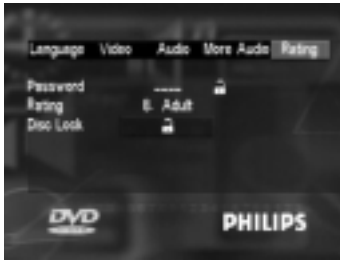 Language Video Audio More Audio Rating
Password ----
Rating 8. Adult
Disc Lock
DVD PHILIPS